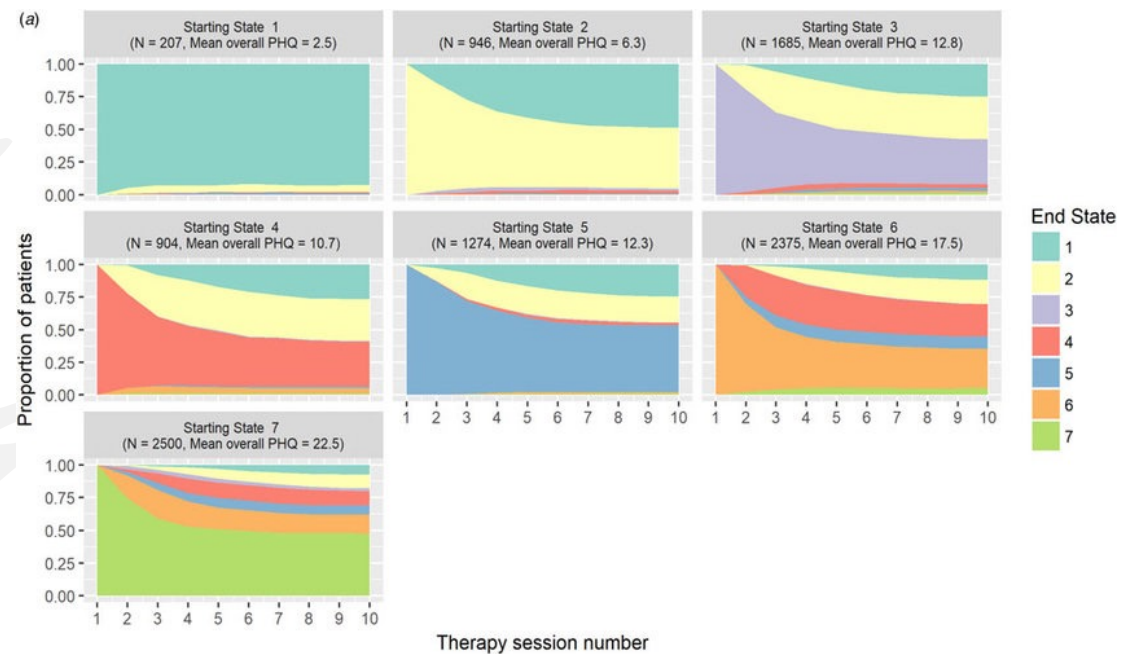 (a)
Starting State 1
(N = 207, Mean overall PHQ = 2.5)
Starting State 2
(N = 946, Mean overall PHQ = 6.3)
Starting State 3
(N = 1685, Mean overall PHQ = 12.8)
1.00
0.75
0.50
0.25
0.00
Starting State 4
(N = 904, Mean overall PHQ = 10.7)
Starting State 5
(N = 1274, Mean overall PHQ = 12.3)
Starting State 6
(N = 2375, Mean overall PHQ = 17.5)
1.00
0.75
0.50
0.25
0.00
1 2 3 4 5 6 7 8 9 10
1 2 3 4 5 6 7 8 9 10
Starting State 7
(N = 2500, Mean overall PHQ = 22.5)
1.00
0.75
0.50
0.25
0.00
1 2 3 4 5 6 7 8 9 10
Proportion of patients
Therapy session number
End State
1
2
3
4
5
6
7